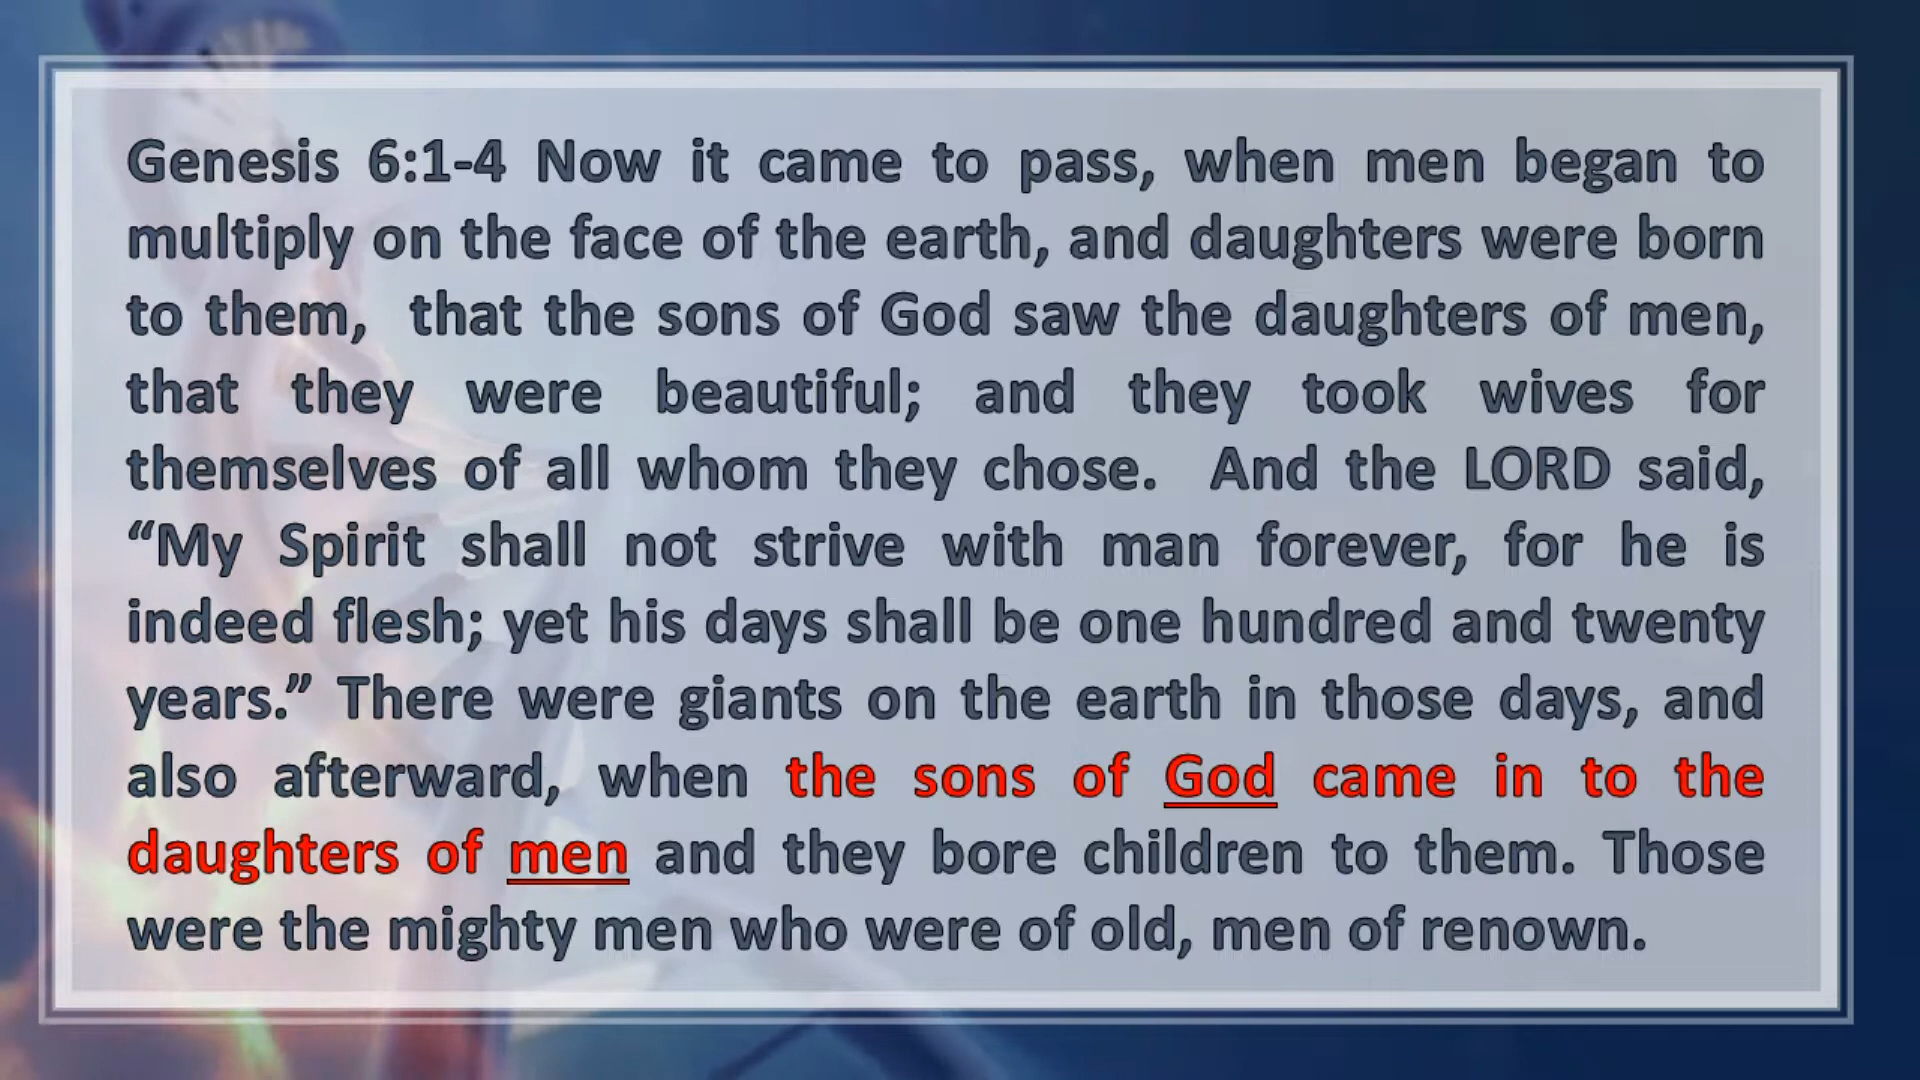 Genesis 6:1-4 Now it came to pass, when men began to
multiply on the face of the earth, and daughters were born
to them, that the sons of God saw the daughters of men,
that they were beautiful; and they took wives for
themselves of all whom they chose. And the LORD said,
“My Spirit shall not strive with man forever, for he is
indeed flesh; yet his days shall be one hundred and twenty
years.” There were giants on the earth in those days, and
also afterward, when the sons of God came in to the
daughters of men and they bore children to them. Those
were the mighty men who were of old, men of renown.